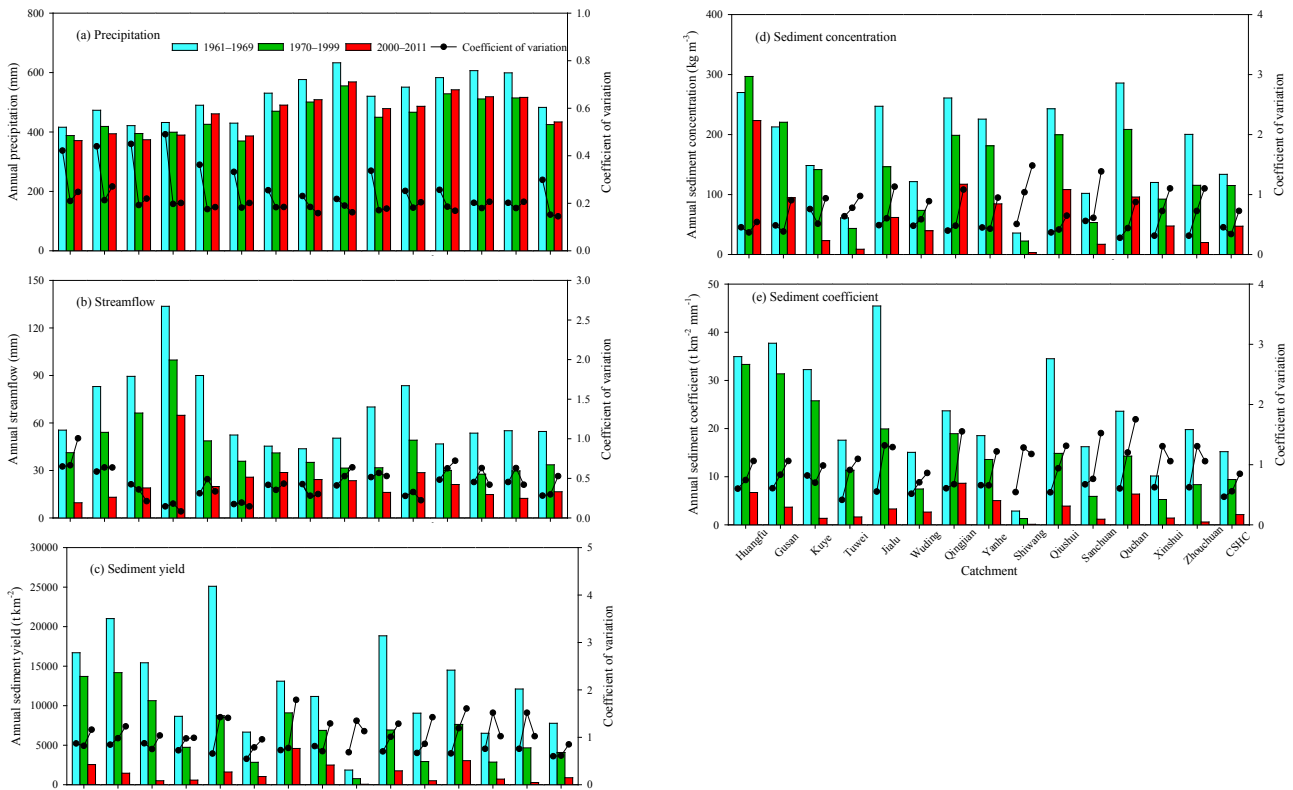 (a) Precipitation
1961–1969
1970–1999
2000–2011
Coefficient of variation
Annual precipitation (mm)
800
600
400
200
0
1.0
0.8
0.6
0.4
0.2
0.0
Coefficient of variation
(b) Streamflow
Annual streamflow (mm)
150
120
90
60
30
0
3.0
2.5
2.0
1.5
1.0
0.5
0.0
Coefficient of variation
(c) Sediment yield
Annual sediment yield (t km-2)
30000
25000
20000
15000
10000
5000
0
5
4
3
2
1
0
Coefficient of variation
(d) Sediment concentration
Annual sediment concentration (kg m-3)
400
300
200
100
0
4
3
2
1
0
Coefficient of variation
(e) Sediment coefficient
Annual sediment coefficient (t km-2 mm-1)
50
40
30
20
10
0
4
3
2
1
0
Coefficient of variation
Huangfu
Gusan
Kuye
Tuwei
Jialu
Wuding
Qingjian
Yanhe
Shiwang
Qiushui
Sanchuan
Quchan
Xinshui
Zhouchuan
CSHC
Catchment